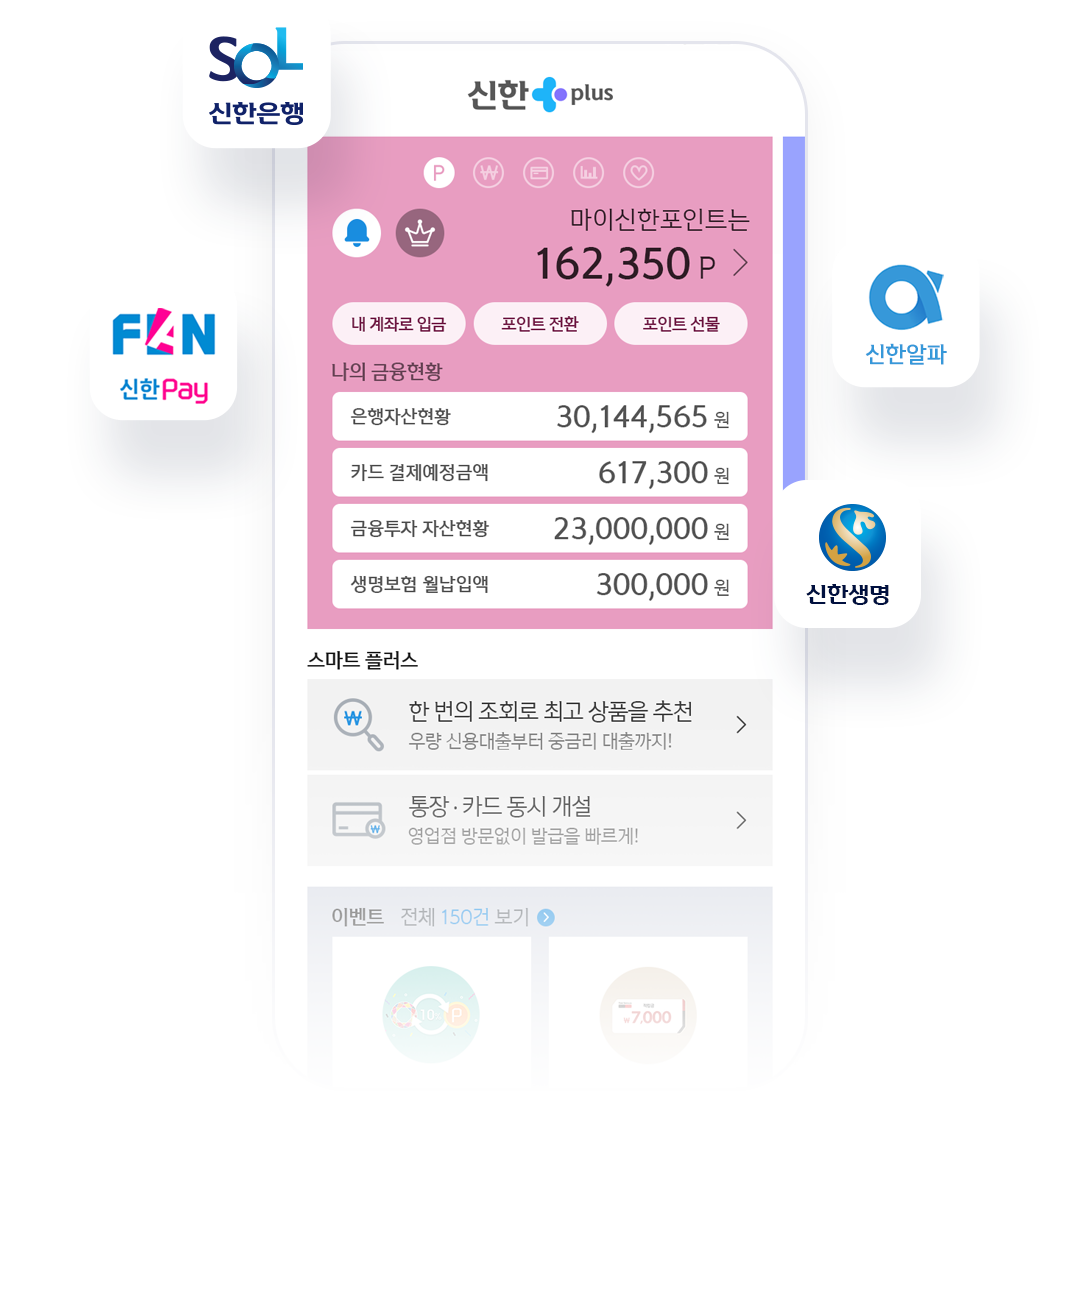 SOL
신한은행
신한 plus
P
마이신한포인트는
162,350 P
내 계좌로 입금
포인트 전환
포인트 선물
나의 금융현황
은행자산현황 30,144,565 원
카드 결제예정금액 617,300 원
금융투자 자산현황 23,000,000 원
생명보험 월납입액 300,000 원
FAN
신한Pay
신한알파
신한생명
스마트 플러스
₩
한 번의 조회로 최고 상품을 추천
우량 신용대출부터 중금리 대출까지!
₩
통장 · 카드 동시 개설
영업점 방문없이 발급을 빠르게!
이벤트 전체 150건 보기
10 P
₩7,000